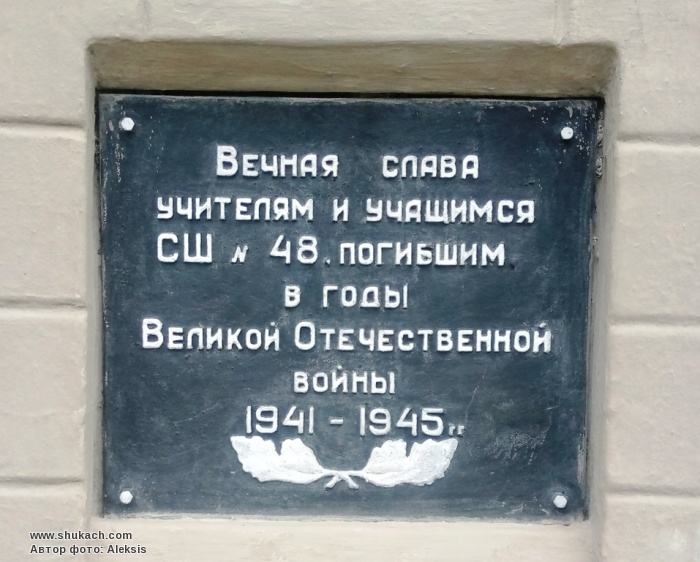 Вечная слава
учителям и учащимся
СШ N 48, погибшим
в годы
Великой Отечественной
войны
1941 - 1945 гг
www.shukach.com
Автор фото: Aleksis